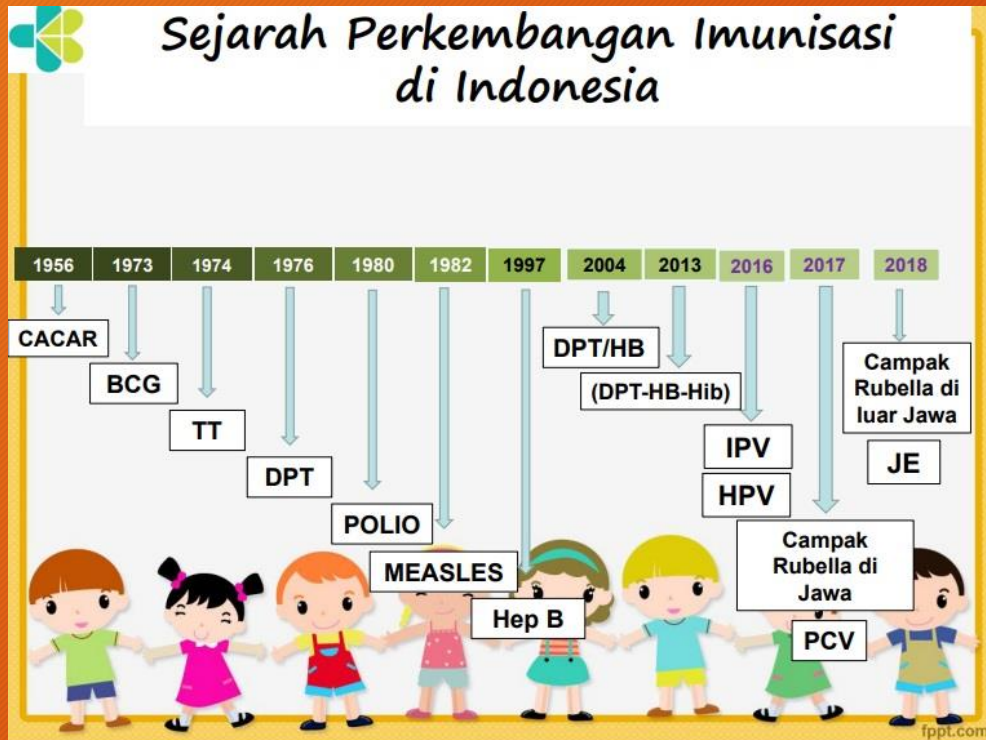 Sejarah Perkembangan Imunisasi
di Indonesia
1956 1973 1974 1976 1980 1982 1997 2004 2013 2016 2017 2018
CACAR
BCG
TT
DPT
POLIO
MEASLES
Hep B
DPT/HB
(DPT-HB-Hib)
IPV
HPV
Campak
Rubella di
Jawa
PCV
Campak
Rubella di
luar Jawa
JE
fppt.com